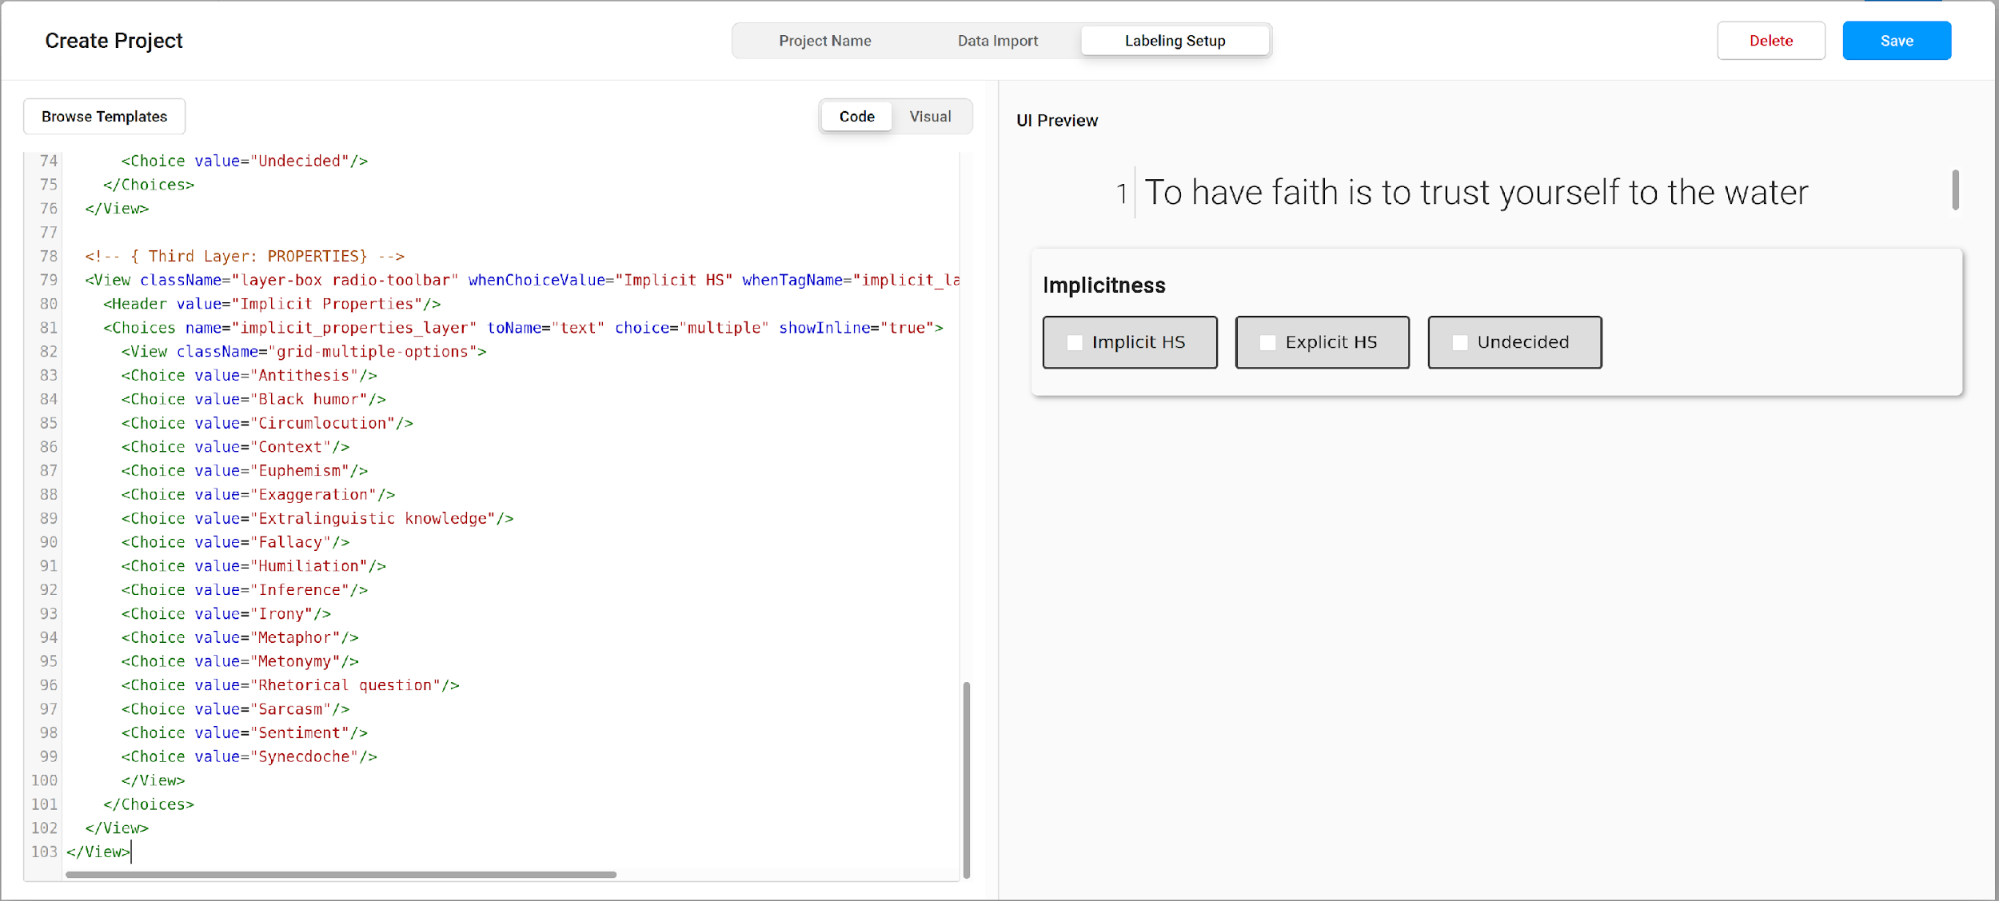 Create Project
Project Name
Data Import
Labeling Setup
Delete
Save
Browse Templates
Code
Visual
74       <Choice value="Undecided"/>
75     </Choices>
76   </View>
77
78   <!-- { Third Layer: PROPERTIES} -->
79   <View className="layer-box radio-toolbar" whenChoiceValue="Implicit HS" whenTagName="implicit_la
80     <Header value="Implicit Properties"/>
81     <Choices name="implicit_properties_layer" toName="text" choice="multiple" showInline="true">
82       <View className="grid-multiple-options">
83       <Choice value="Antithesis"/>
84       <Choice value="Black humor"/>
85       <Choice value="Circumlocution"/>
86       <Choice value="Context"/>
87       <Choice value="Euphemism"/>
88       <Choice value="Exaggeration"/>
89       <Choice value="Extralinguistic knowledge"/>
90       <Choice value="Fallacy"/>
91       <Choice value="Humiliation"/>
92       <Choice value="Inference"/>
93       <Choice value="Irony"/>
94       <Choice value="Metaphor"/>
95       <Choice value="Metonymy"/>
96       <Choice value="Rhetorical question"/>
97       <Choice value="Sarcasm"/>
98       <Choice value="Sentiment"/>
99       <Choice value="Synecdoche"/>
100       </View>
101     </Choices>
102   </View>
103 </View>
UI Preview
1 To have faith is to trust yourself to the water
Implicitness
Implicit HS
Explicit HS
Undecided